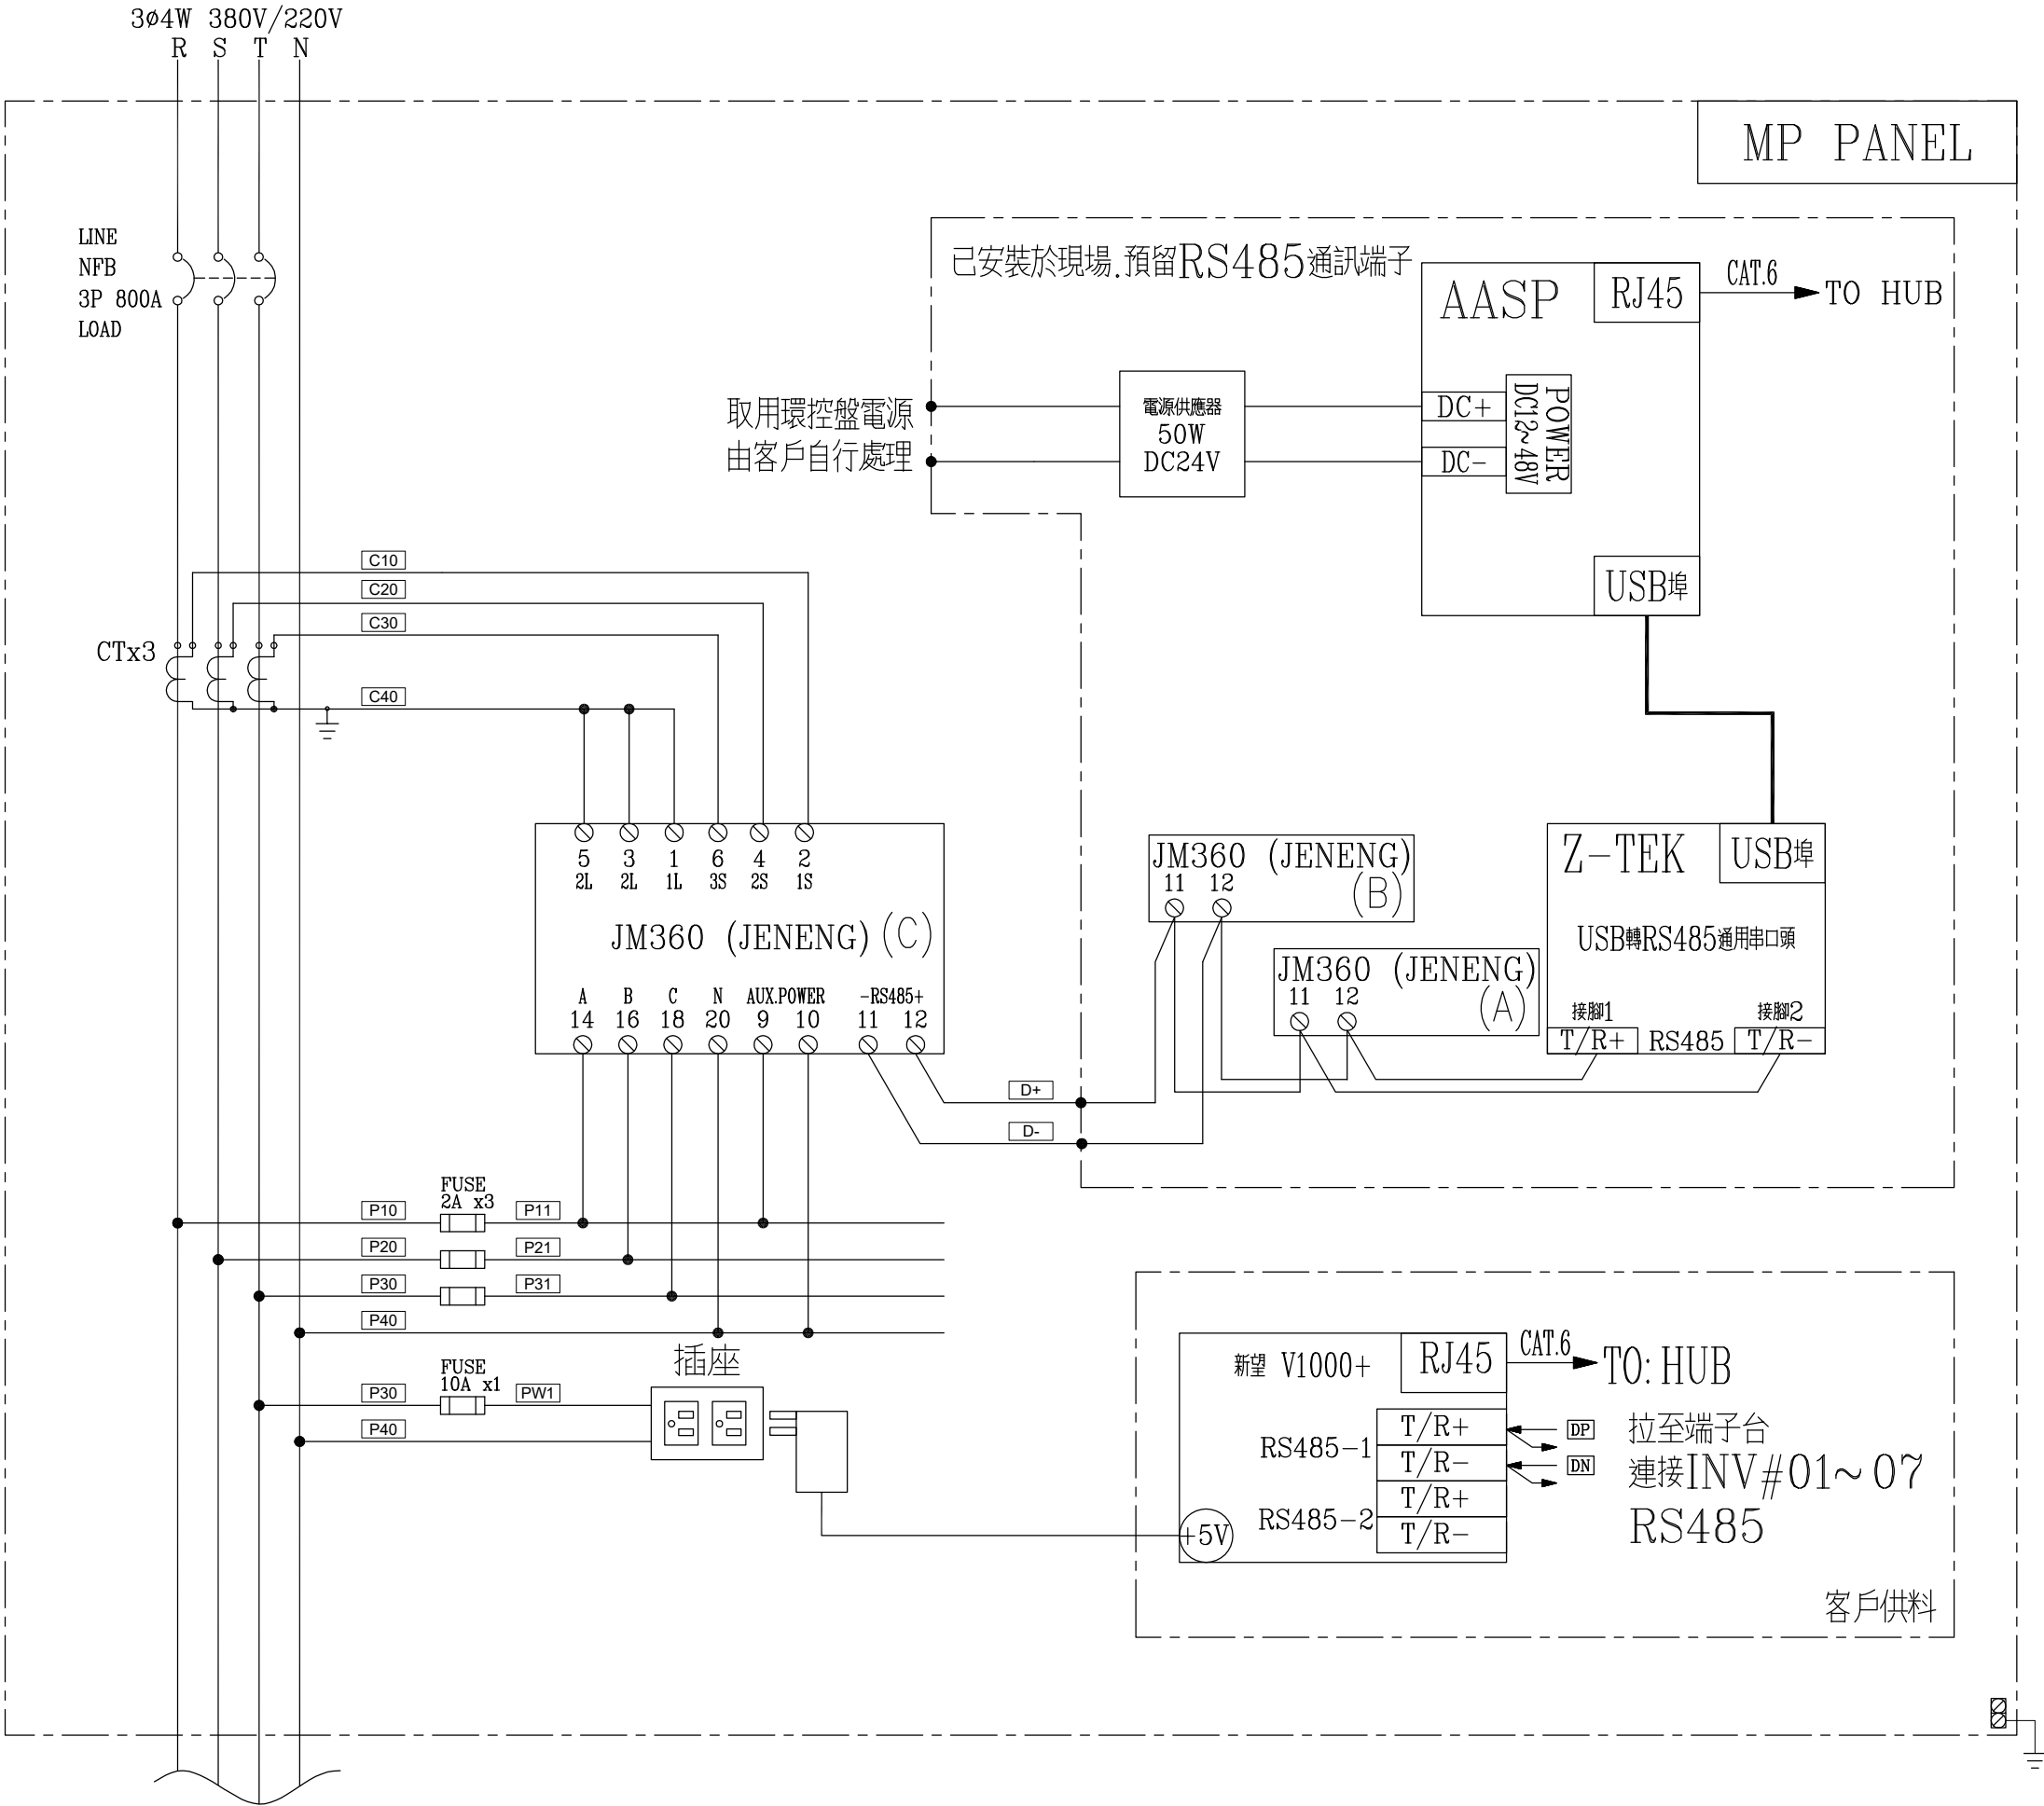 3ø4W 380V/220V
R S T N
MP PANEL
LINE
NFB
3P 800A
LOAD
已安裝於現場.預留RS485通訊端子
AASP
RJ45
CAT.6
TO HUB
取用環控盤電源
由客戶自行處理
電源供應器
50W
DC24V
DC+
DC-
POWER
DC12~48V
USB埠
C10
C20
C30
CTx3
C40
5 3 1 6 4 2
2L 2L 1L 3S 2S 1S
JM360 (JENENG) (C)
A B C N AUX.POWER -RS485+
14 16 18 20 9 10 11 12
JM360 (JENENG)
11 12
(B)
JM360 (JENENG)
11 12
(A)
Z-TEK
USB埠
USB轉RS485通用串口頭
接腳1
接腳2
T/R+ RS485 T/R-
D+
D-
FUSE
2A x3
P10
P11
P20
P21
P30
P31
P40
插座
FUSE
10A x1
P30
PW1
P40
新望 V1000+
RJ45
CAT.6
TO: HUB
RS485-1
T/R+
T/R-
RS485-2
T/R+
T/R-
+5V
DP
DN
拉至端子台
連接INV#01~07
RS485
客戶供料